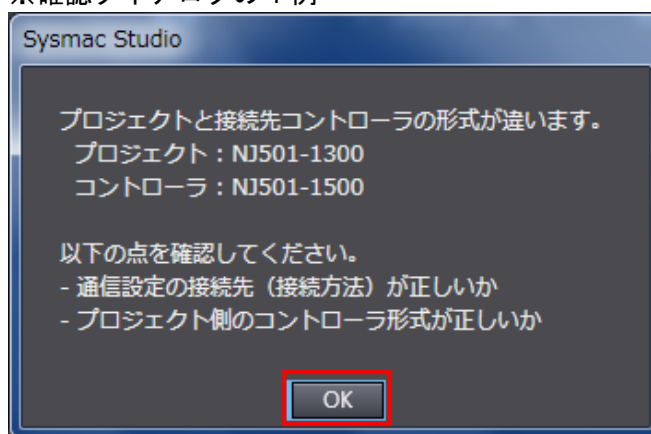 ※確認ダイアログの1例
Sysmac Studio
プロジェクトと接続先コントローラの形式が違います。
プロジェクト：NJ501-1300
コントローラ：NJ501-1500
以下の点を確認してください。
- 通信設定の接続先（接続方法）が正しいか
- プロジェクト側のコントローラ形式が正しいか
OK